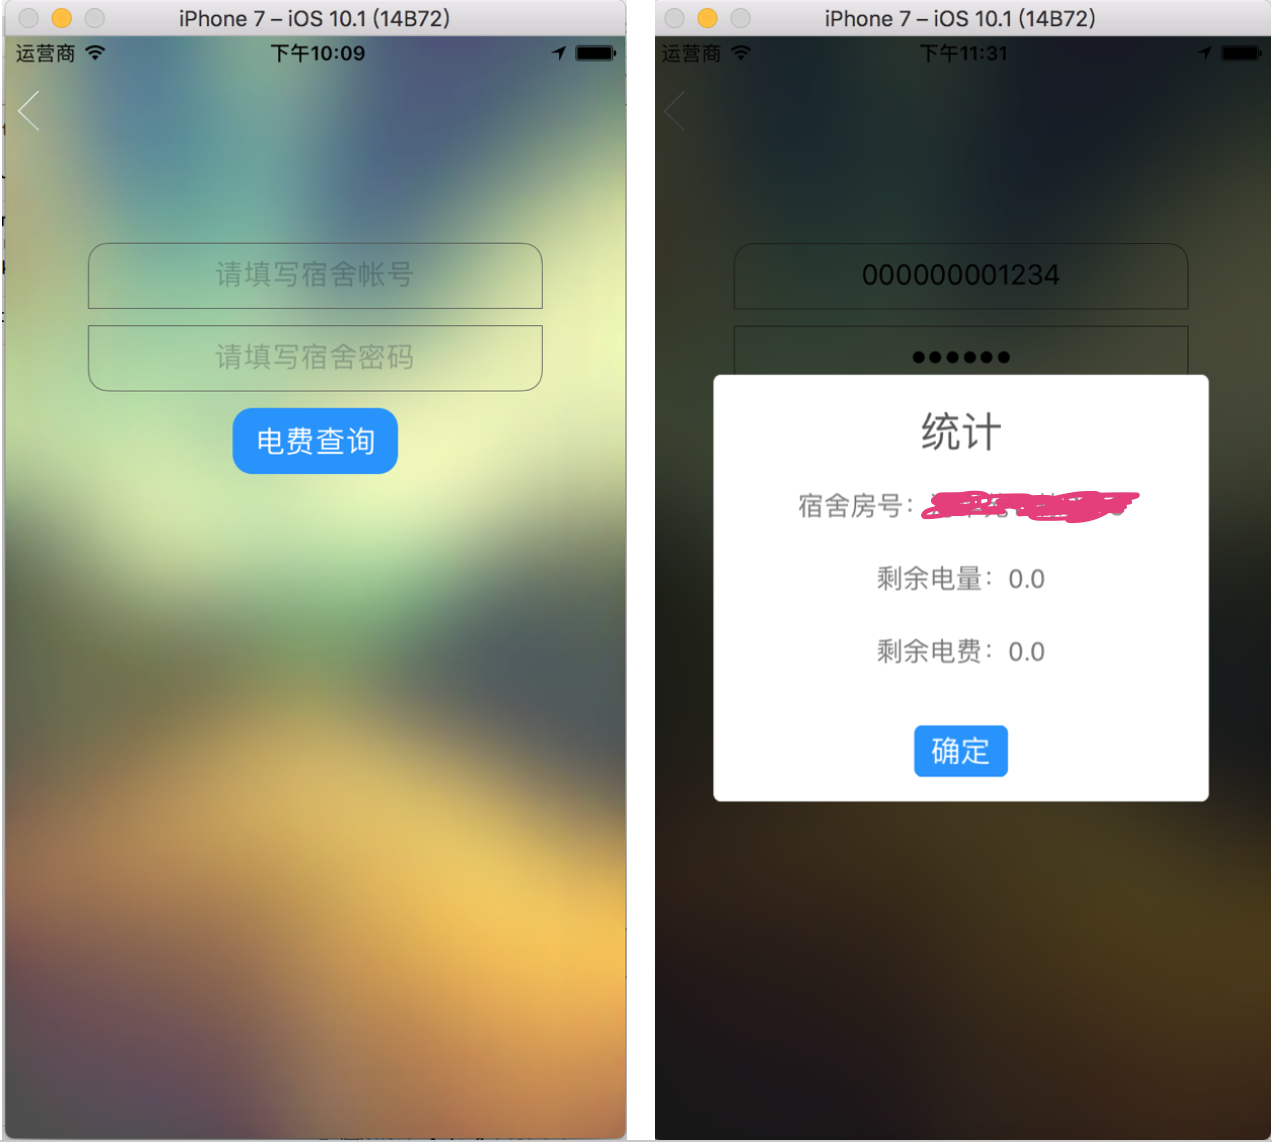 iPhone 7 – iOS 10.1 (14B72)
运营商
下午10:09
请填写宿舍帐号
请填写宿舍密码
电费查询
iPhone 7 – iOS 10.1 (14B72)
运营商
下午11:31
000000001234
●●●●●●
统计
宿舍房号：
剩余电量：0.0
剩余电费：0.0
确定